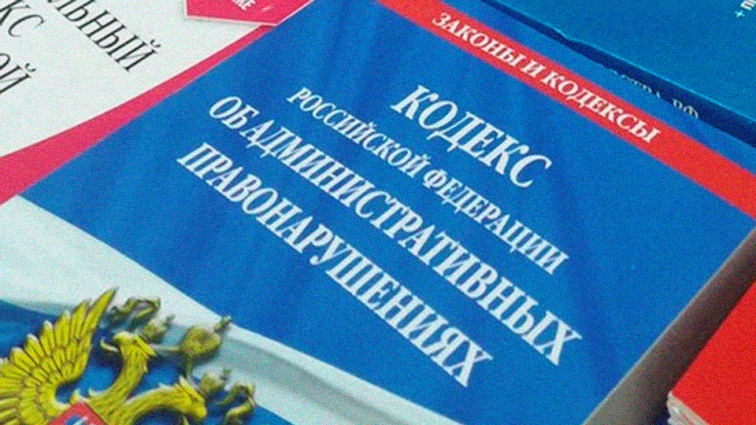 ЗАКОНЫ И КОДЕКСЫ
КОДЕКС
РОССИЙСКОЙ ФЕДЕРАЦИИ
ОБ АДМИНИСТРАТИВНЫХ
ПРАВОНАРУШЕНИЯХ